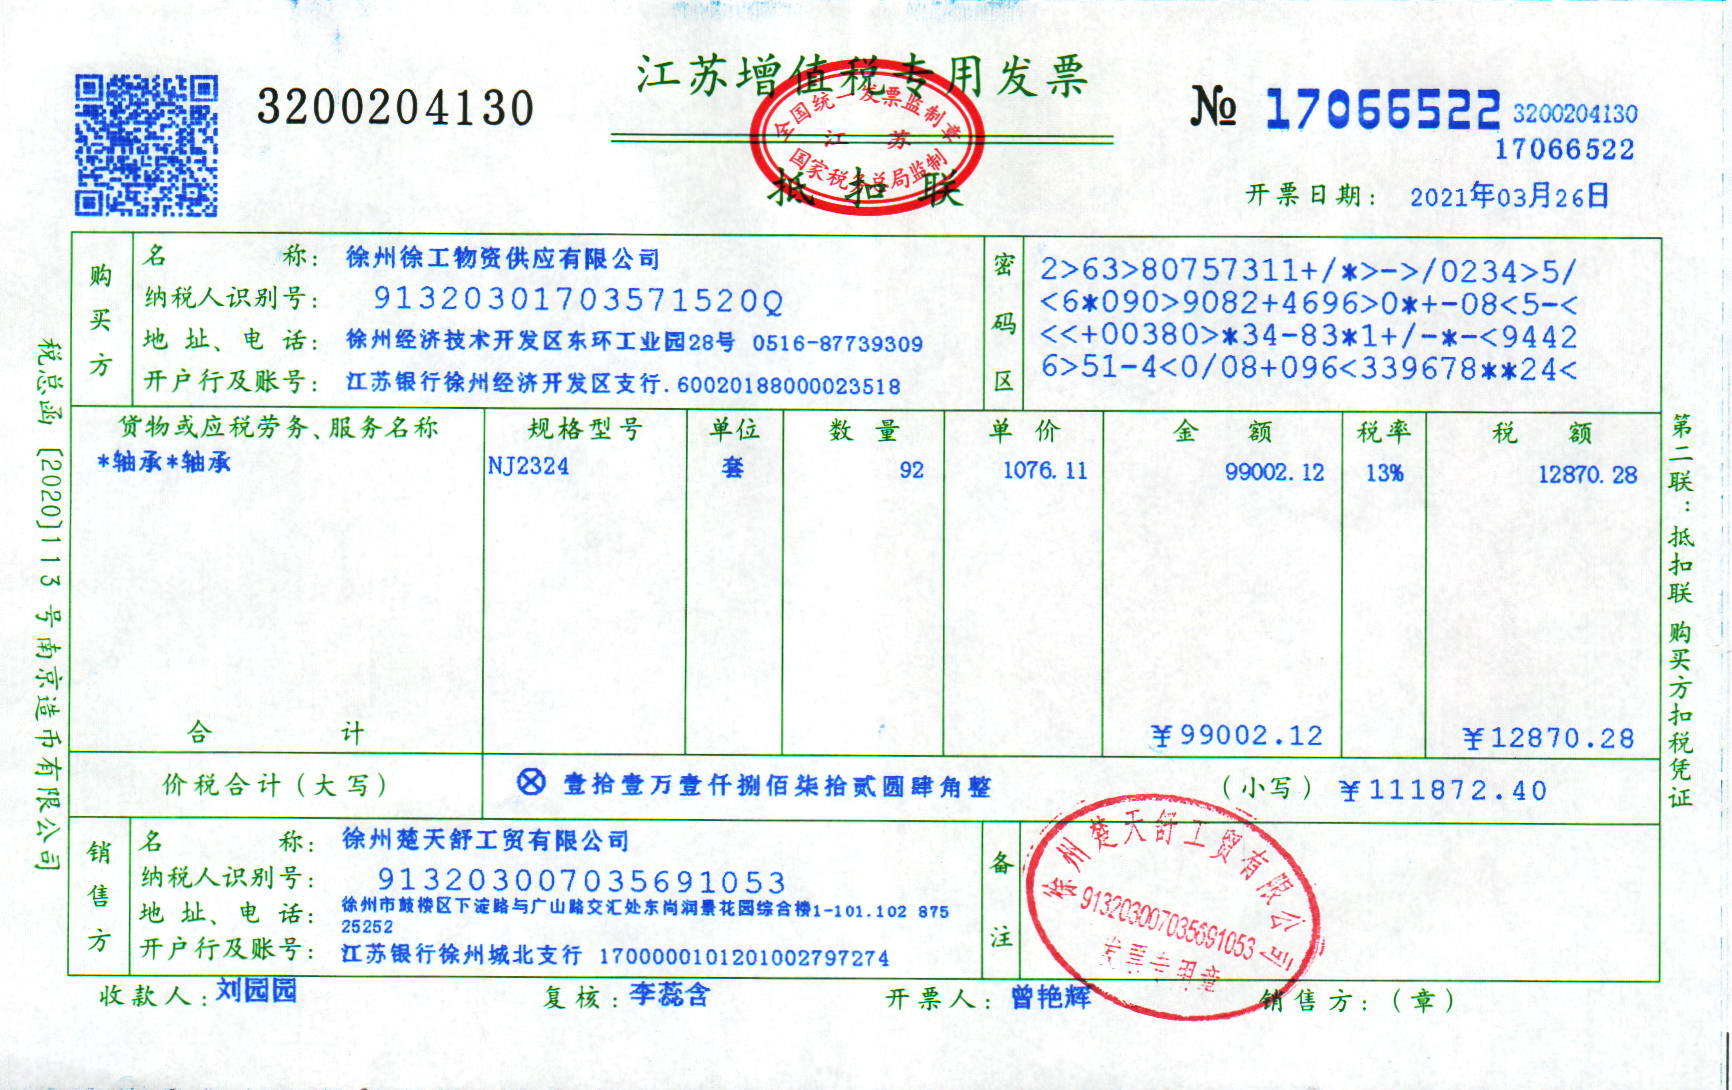 江苏增值税专用发票
3200204130
№ 17066522 3200204130
17066522
全国统一发票监制章
江 苏
国家税务总局监制
抵扣联
开票日期： 2021年03月26日
购买方
名 称： 徐州徐工物资供应有限公司
纳税人识别号： 91320301703571520Q
地 址、电 话： 徐州经济技术开发区东环工业园28号 0516-87739309
开户行及账号： 江苏银行徐州经济开发区支行.60020188000023518
密码区
2>63>80757311+/*>->/0234>5/
<6*090>9082+4696>0*+-08<5-<
<<+00380>*34-83*1+/-*-<9442
6>51-4<0/08+096<339678**24<
货物或应税劳务、服务名称 规格型号 单位 数 量 单 价 金 额 税率 税 额
*轴承*轴承 NJ2324 套 92 1076.11 99002.12 13% 12870.28
合 计 ¥99002.12 ¥12870.28
价税合计（大写） ⊗ 壹拾壹万壹仟捌佰柒拾贰圆肆角整 （小写） ¥111872.40
销售方
名 称： 徐州楚天舒工贸有限公司
纳税人识别号： 913203007035691053
地 址、电 话： 徐州市鼓楼区下淀路与广山路交汇处东尚润景花园综合楼1-101.102 875
25252
开户行及账号： 江苏银行徐州城北支行 1700000101201002797274
备注
徐州楚天舒工贸有限公司
913203007035691053
发票专用章
收款人： 刘园园 复核： 李蕊含 开票人： 曾艳辉 销售方：（章）
税总函〔2020〕113号南京造币有限公司
第二联：抵扣联 购买方扣税凭证